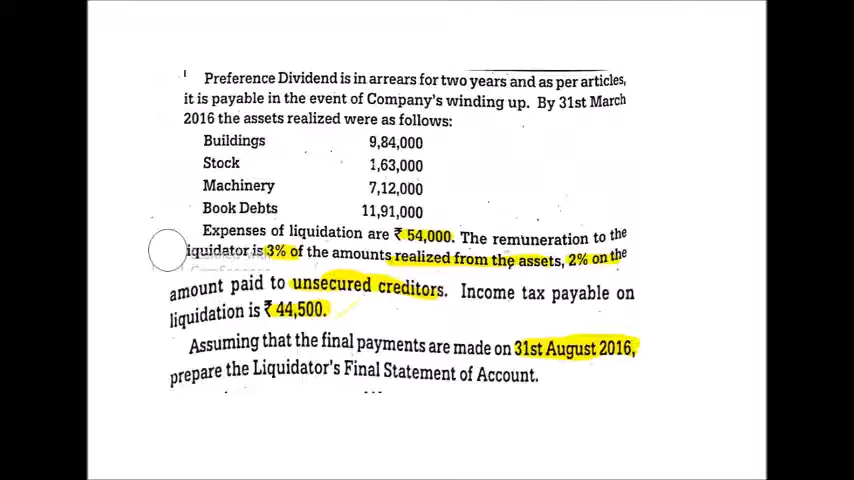 Preference Dividend is in arrears for two years and as per articles,
it is payable in the event of Company's winding up. By 31st March
2016 the assets realized were as follows:
Buildings 9,84,000
Stock 1,63,000
Machinery 7,12,000
Book Debts 11,91,000
Expenses of liquidation are ₹ 54,000. The remuneration to the
liquidator is 3% of the amounts realized from the assets, 2% on the
amount paid to unsecured creditors. Income tax payable on
liquidation is ₹ 44,500.
Assuming that the final payments are made on 31st August 2016,
prepare the Liquidator's Final Statement of Account.